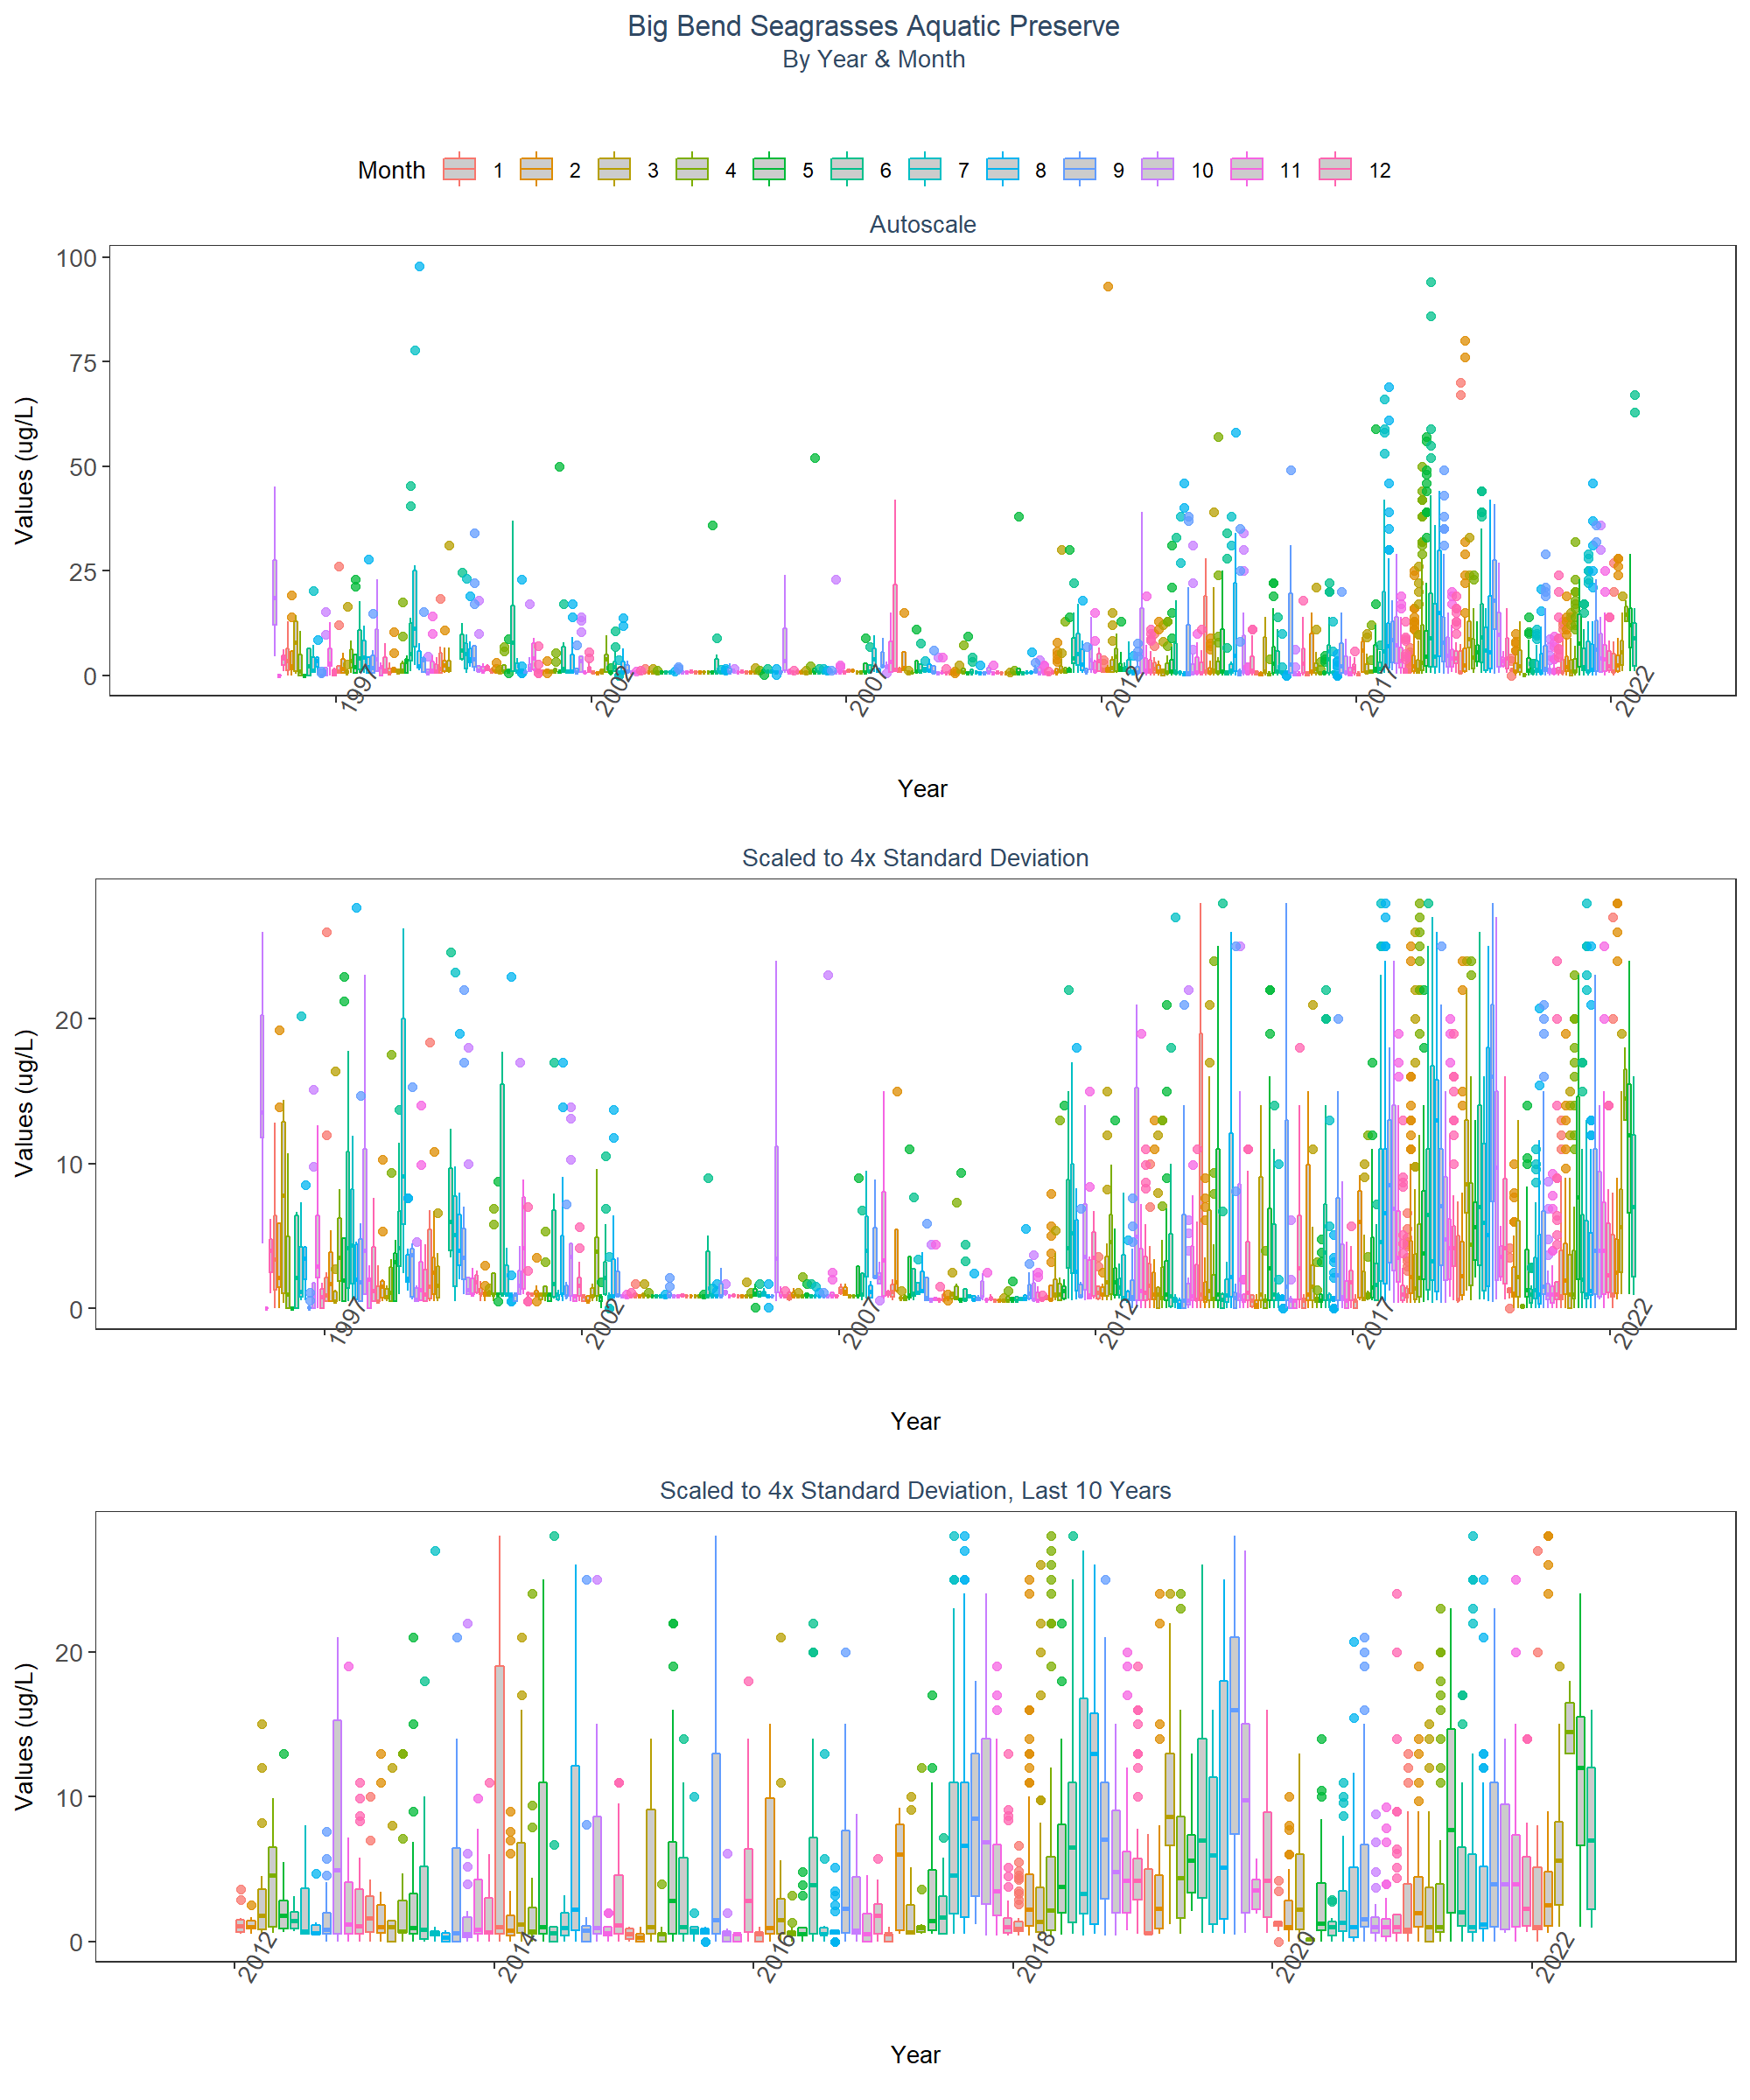 Big Bend Seagrasses Aquatic Preserve
By Year & Month
Month 1 2 3 4 5 6 7 8 9 10 11 12
Autoscale
100
75
50
25
0
Values (ug/L)
1997 2002 2007 2012 2017 2022
Year
Scaled to 4x Standard Deviation
20
10
0
Values (ug/L)
1997 2002 2007 2012 2017 2022
Year
Scaled to 4x Standard Deviation, Last 10 Years
20
10
0
Values (ug/L)
2012 2014 2016 2018 2020 2022
Year